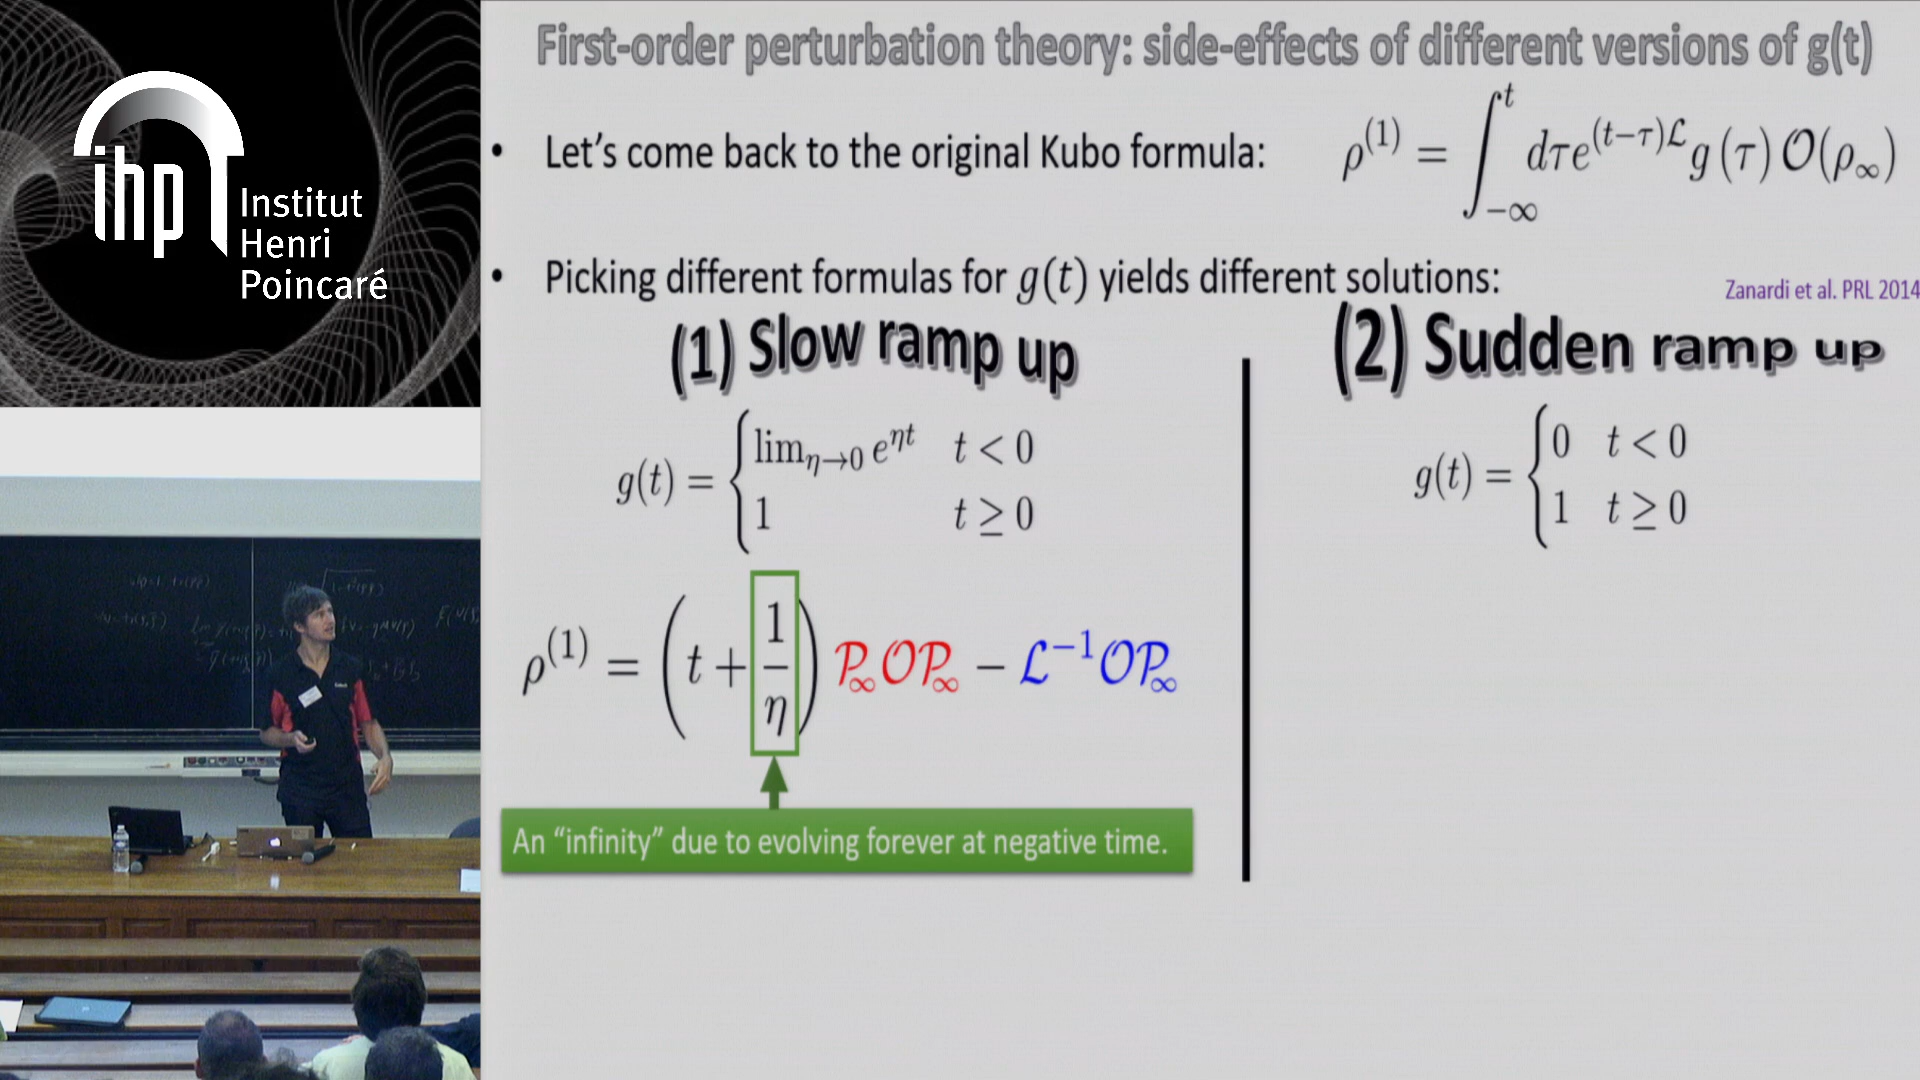 ihp
Institut
Henri
Poincaré
First-order perturbation theory: side-effects of different versions of g(t)
• Let's come back to the original Kubo formula: ρ^{(1)} = ∫_{-∞}^{t} dτ e^{(t-τ)ℒ} g(τ) 𝒪(ρ_∞)
• Picking different formulas for g(t) yields different solutions:
Zanardi et al. PRL 2014
(1) Slow ramp up
g(t) = { lim_{η→0} e^{ηt} t < 0
1 t ≥ 0
ρ^{(1)} = (t + 1/η) 𝒫_∞𝒪𝒫_∞ − ℒ^{-1}𝒪𝒫_∞
An “infinity” due to evolving forever at negative time.
(2) Sudden ramp up
g(t) = { 0 t < 0
1 t ≥ 0